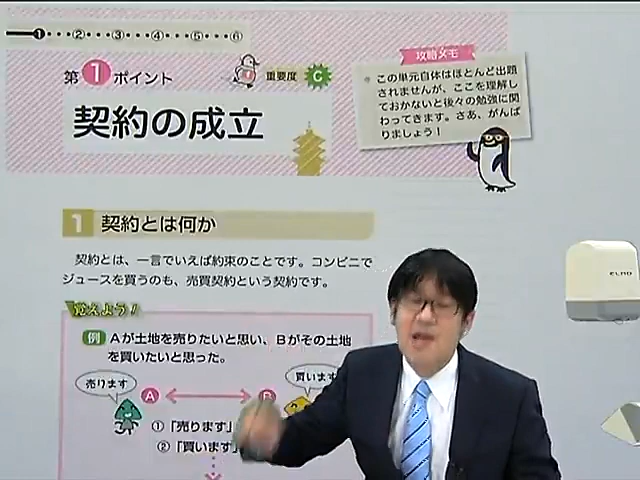 ①②③④⑤⑥
第1ポイント
重要度 C
契約の成立
攻略メモ
この単元自体はほとんど出題
されませんが、ここを理解し
ておかないと後々の勉強に関
わってきます。さあ、がんば
りましょう！
1 契約とは何か
契約とは、一言でいえば約束のことです。コンビニで
ジュースを買うのも、売買契約という契約です。
覚えよう！
例 Aが土地を売りたいと思い、Bがその土地
を買いたいと思った。
売ります
A
B
買います
①「売ります」
②「買います」
ELMO